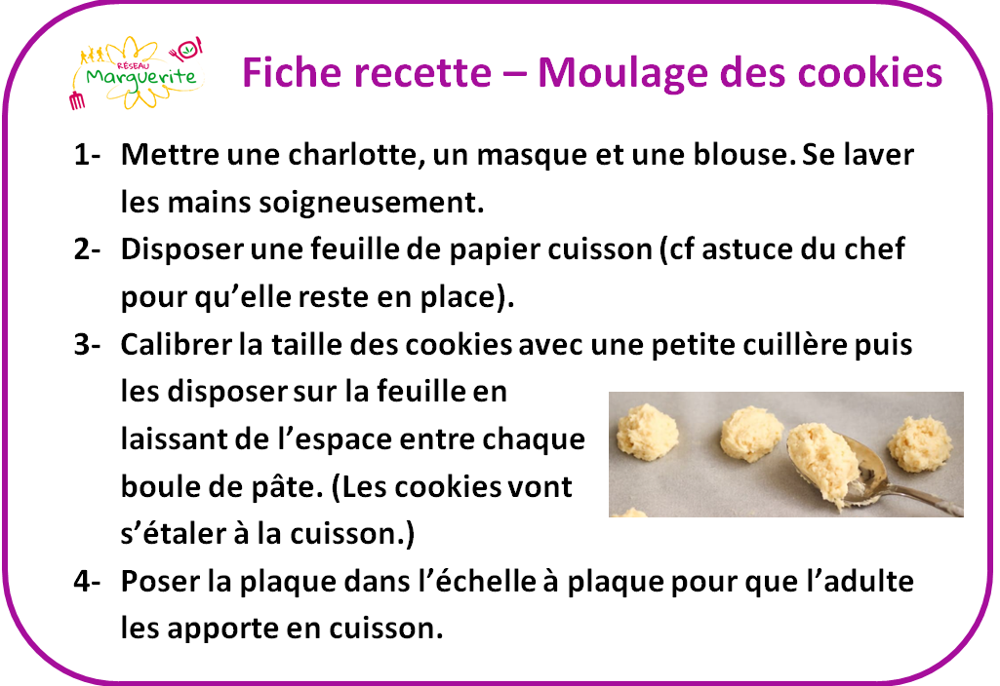 RÉSEAU
Marguerite
Fiche recette – Moulage des cookies
1- Mettre une charlotte, un masque et une blouse. Se laver
les mains soigneusement.
2- Disposer une feuille de papier cuisson (cf astuce du chef
pour qu’elle reste en place).
3- Calibrer la taille des cookies avec une petite cuillère puis
les disposer sur la feuille en
laissant de l’espace entre chaque
boule de pâte. (Les cookies vont
s’étaler à la cuisson.)
4- Poser la plaque dans l’échelle à plaque pour que l’adulte
les apporte en cuisson.